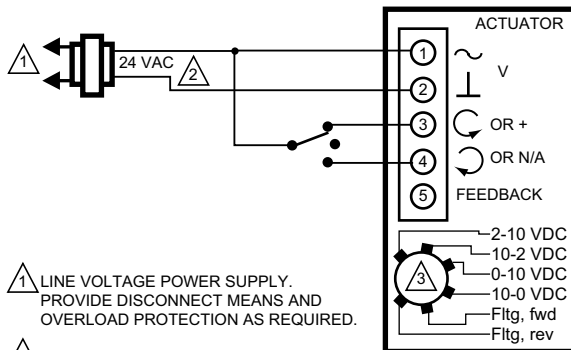 ACTUATOR
1
24 VAC
2
1
V
2
3
OR +
4
OR N/A
5
FEEDBACK
2-10 VDC
10-2 VDC
3
0-10 VDC
10-0 VDC
Fltg, fwd
Fltg, rev
1 LINE VOLTAGE POWER SUPPLY.
PROVIDE DISCONNECT MEANS AND
OVERLOAD PROTECTION AS REQUIRED.